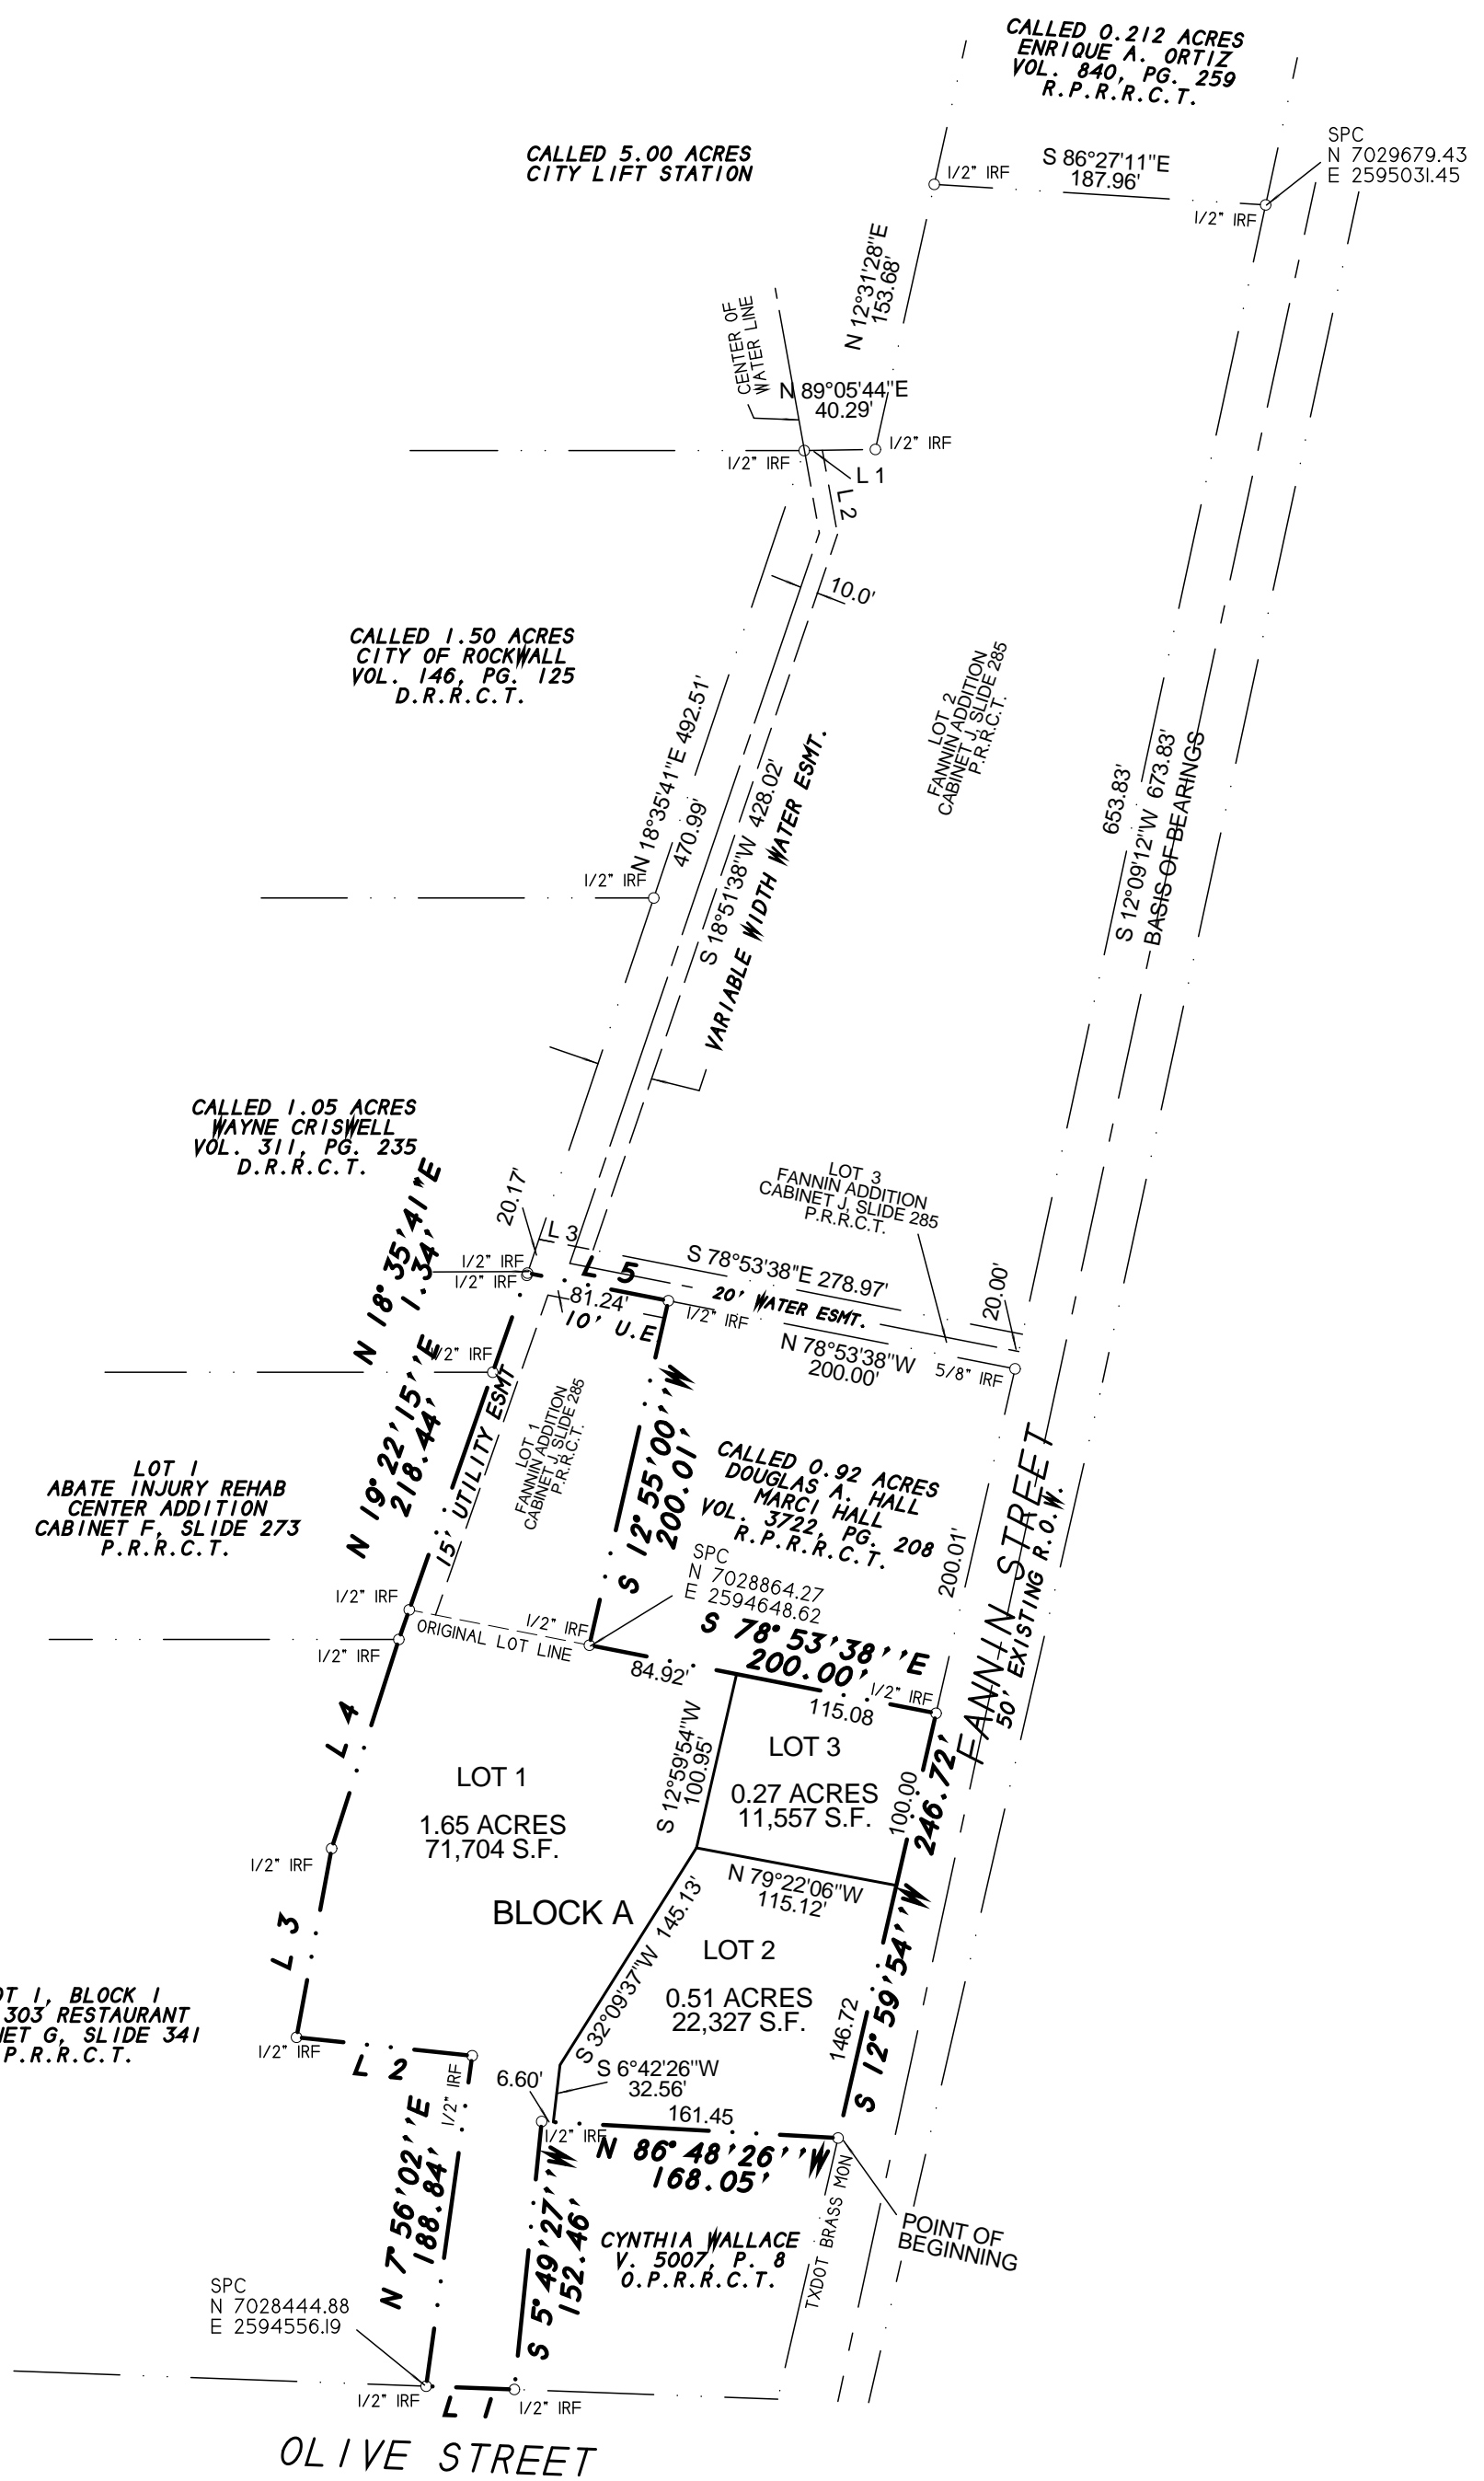 CALLED 0.212 ACRES
ENRIQUE A. ORTIZ
VOL. 840, PG. 259
R.P.R.R.C.T.
SPC
N 7029679.43
E 2595031.45
CALLED 5.00 ACRES
CITY LIFT STATION
1/2" IRF
S 86°27'11"E
187.96'
1/2" IRF
N 12°31'28"E
153.68'
CENTER OF
WATER LINE
N 89°05'44"E
40.29'
1/2" IRF
1/2" IRF
L 1
L 2
10.0'
CALLED 1.50 ACRES
CITY OF ROCKWALL
VOL. 146, PG. 125
D.R.R.C.T.
LOT 2
FANNIN ADDITION
CABINET J, SLIDE 285
P.R.R.C.T.
N 18°35'41"E 492.51'
470.99'
S 18°51'38"W 428.02'
VARIABLE WIDTH WATER ESMT.
653.83'
S 12°09'12"W 673.83'
BASIS OF BEARINGS
1/2" IRF
CALLED 1.05 ACRES
WAYNE CRISWELL
VOL. 311, PG. 235
D.R.R.C.T.
N 18°35'41"E
1.34'
20.17'
L 3
LOT 3
FANNIN ADDITION
CABINET J, SLIDE 285
P.R.R.C.T.
1/2" IRF
1/2" IRF
L 5
81.24'
10' U.E
S 78°53'38"E 278.97'
20' WATER ESMT.
20.00'
1/2" IRF
N 78°53'38"W
200.00'
5/8" IRF
1/2" IRF
N 19°22'15''E
218.44'
15' UTILITY ESMT
LOT 1
FANNIN ADDITION
CABINET J, SLIDE 285
P.R.R.C.T.
S 12°55'00''W
200.01'
CALLED 0.92 ACRES
DOUGLAS A. HALL
MARCI HALL
VOL. 3722, PG. 208
R.P.R.R.C.T.
LOT 1
ABATE INJURY REHAB
CENTER ADDITION
CABINET F, SLIDE 273
P.R.R.C.T.
SPC
N 7028864.27
E 2594648.62
200.01'
FANNIN STREET
50' EXISTING R.O.W.
1/2" IRF
ORIGINAL LOT LINE
1/2" IRF
1/2" IRF
S 78°53'38''E
200.00'
84.92'
115.08
1/2" IRF
L 4
S 12°59'54"W
100.95'
LOT 3
0.27 ACRES
11,557 S.F.
100.00
246.72'
LOT 1
1.65 ACRES
71,704 S.F.
1/2" IRF
N 79°22'06"W
115.12'
BLOCK A
L 3
S 32°09'37"W 145.13'
LOT 2
0.51 ACRES
22,327 S.F.
S 12°59'54''W
146.72
OT 1, BLOCK 1
303 RESTAURANT
ET G, SLIDE 341
P.R.R.C.T.
1/2" IRF
L 2
1/2" IRF
6.60'
S 6°42'26"W
32.56'
161.45
1/2" IRF
N 86°48'26''W
168.05'
N 7°56'02''E
188.84'
S 5°49'27''W
152.46'
CYNTHIA WALLACE
V. 5007, P. 8
O.P.R.R.C.T.
TXDOT BRASS MON
POINT OF
BEGINNING
SPC
N 7028444.88
E 2594556.19
1/2" IRF
L 1
1/2" IRF
OLIVE STREET